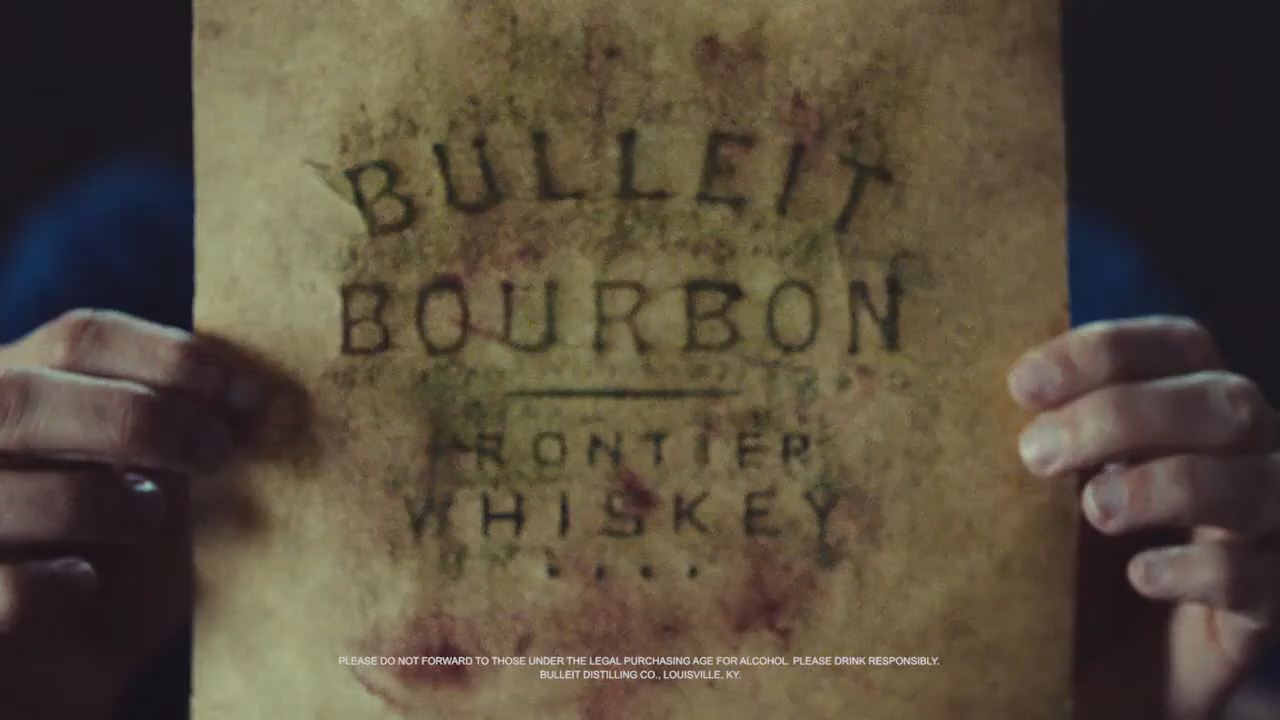 BULLEIT
BOURBON
FRONTIER
WHISKEY
PLEASE DO NOT FORWARD TO THOSE UNDER THE LEGAL PURCHASING AGE FOR ALCOHOL. PLEASE DRINK RESPONSIBLY.
BULLEIT DISTILLING CO., LOUISVILLE, KY.